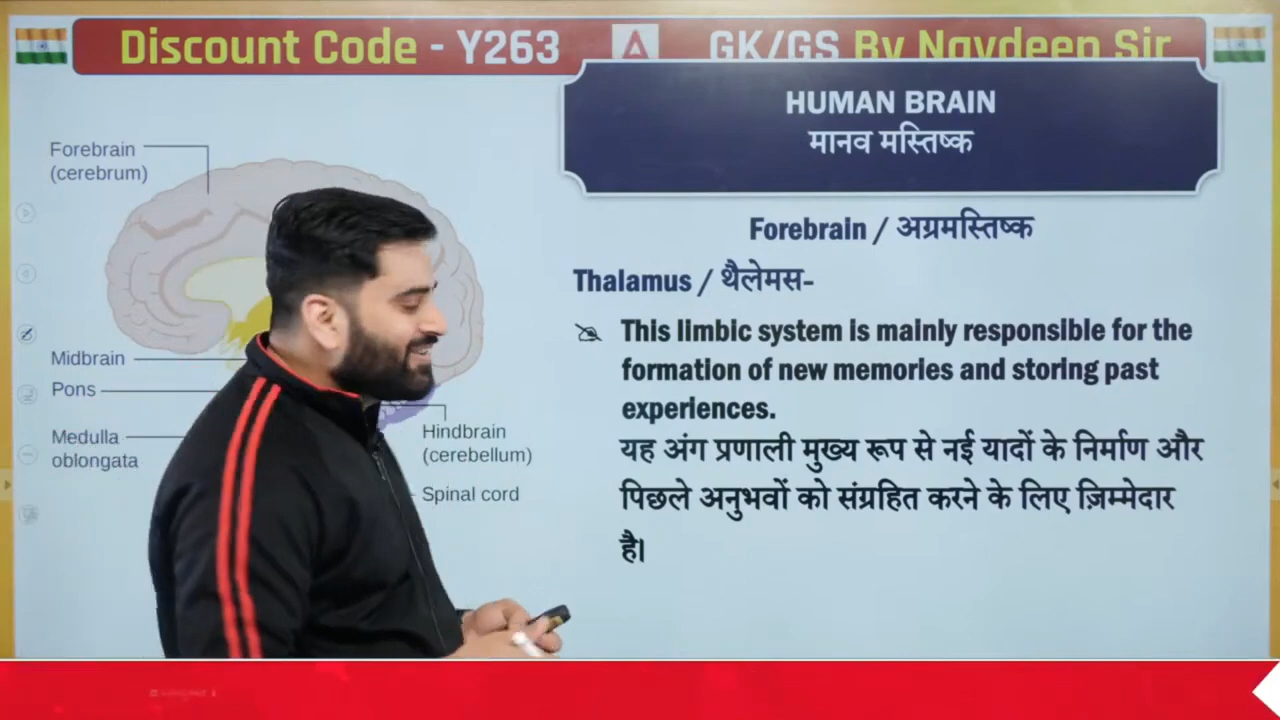 Discount Code - Y263
GK/GS By Navdeep Sir
HUMAN BRAIN
मानव मस्तिष्क
Forebrain
(cerebrum)
Midbrain
Pons
Medulla
oblongata
Hindbrain
(cerebellum)
Spinal cord
Forebrain / अग्रमस्तिष्क
Thalamus / थैलेमस-
This limbic system is mainly responsible for the
formation of new memories and storing past
experiences.
यह अंग प्रणाली मुख्य रूप से नई यादों के निर्माण और
पिछले अनुभवों को संग्रहित करने के लिए ज़िम्मेदार
है।